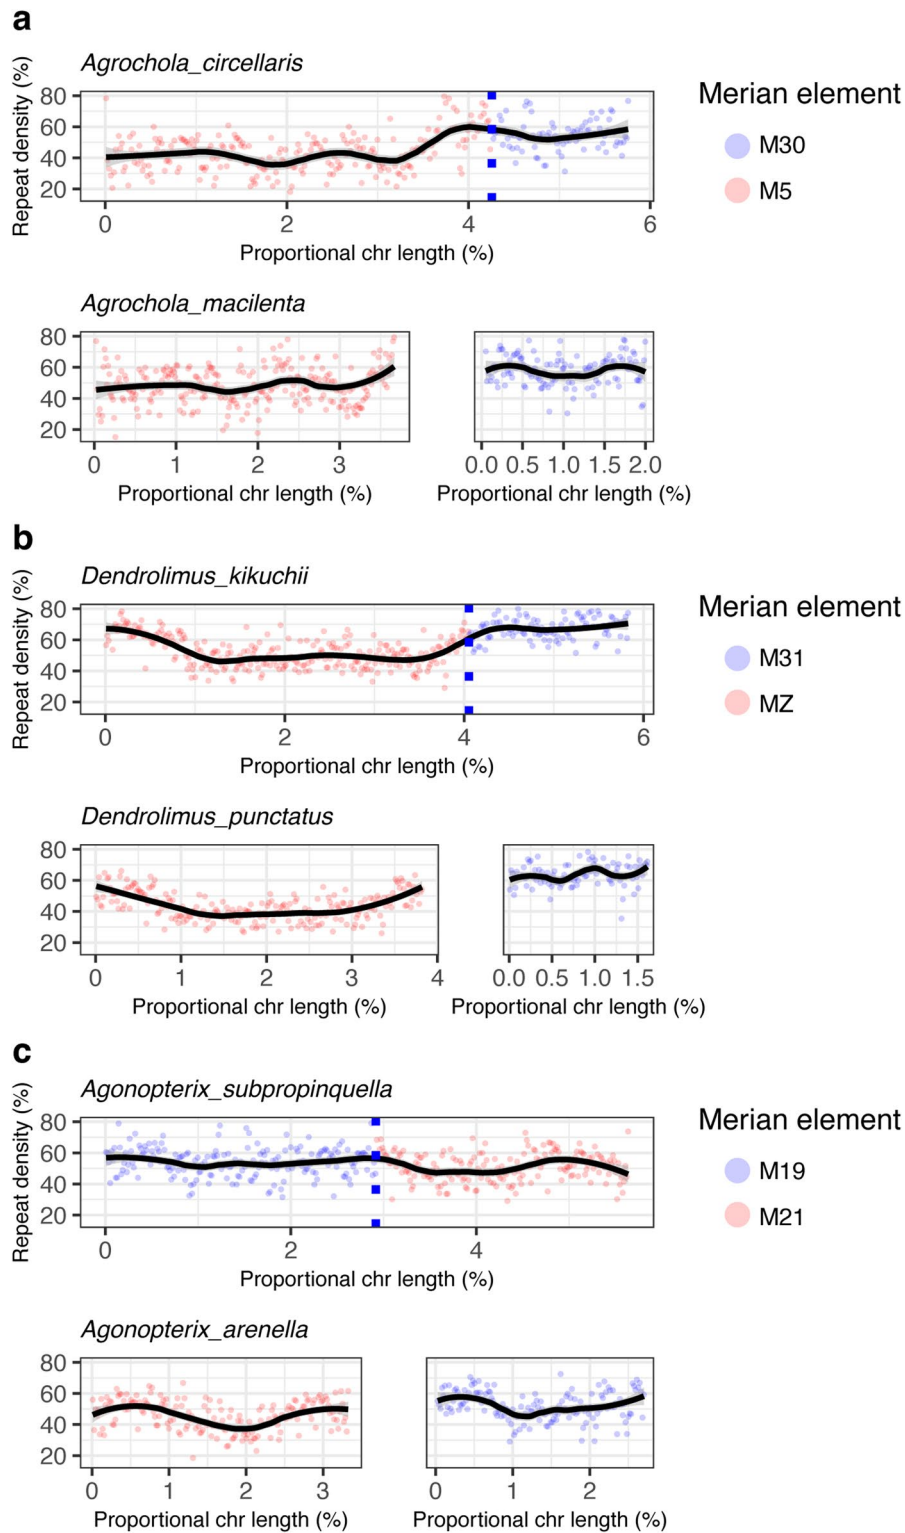 a
Agrochola_circellaris
Repeat density (%)
80
60
40
20
0 2 4 6
Proportional chr length (%)
Merian element
M30
M5
Agrochola_macilenta
80
60
40
20
0 1 2 3
Proportional chr length (%)
0.0 0.5 1.0 1.5 2.0
Proportional chr length (%)
b
Dendrolimus_kikuchii
Repeat density (%)
80
60
40
20
0 2 4 6
Proportional chr length (%)
Merian element
M31
MZ
Dendrolimus_punctatus
80
60
40
20
0 1 2 3 4
Proportional chr length (%)
0.0 0.5 1.0 1.5
Proportional chr length (%)
c
Agonopterix_subpropinquella
Repeat density (%)
80
60
40
20
0 2 4
Proportional chr length (%)
Merian element
M19
M21
Agonopterix_arenella
80
60
40
20
0 1 2 3
Proportional chr length (%)
0 1 2
Proportional chr length (%)